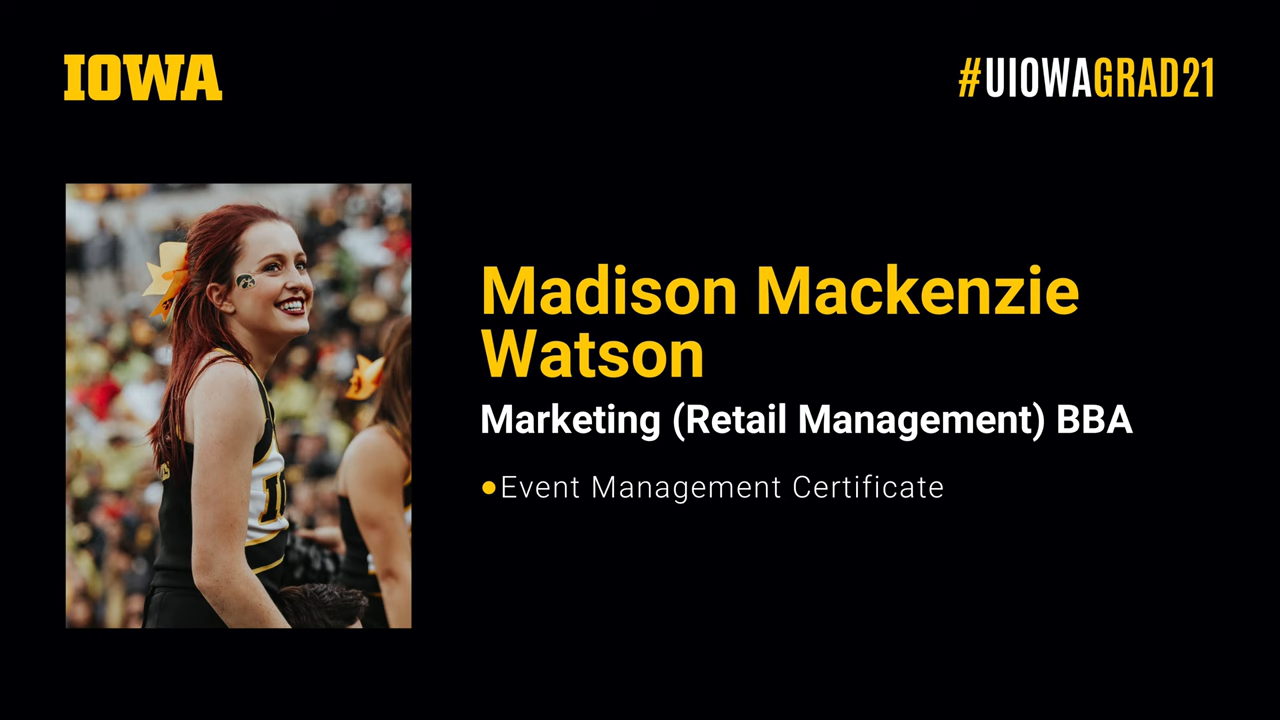 IOWA
#UIOWAGRAD21
Madison Mackenzie
Watson
Marketing (Retail Management) BBA
●Event Management Certificate